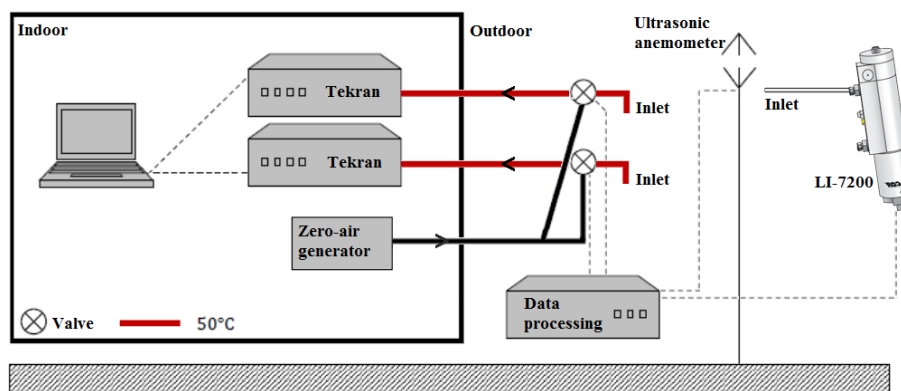 Indoor
Outdoor
Ultrasonic
anemometer
Tekran
Inlet
Inlet
Tekran
Inlet
LI-7200
Zero-air
generator
Data
processing
Valve
50°C